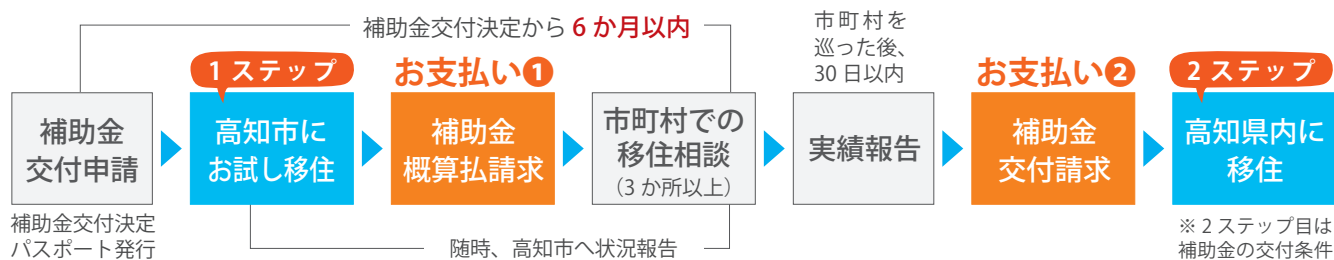 補助金交付決定から 6 か月以内
市町村を
巡った後、
30 日以内
1 ステップ
お支払い❶
お支払い❷
2 ステップ
補助金
交付申請
高知市に
お試し移住
補助金
概算払請求
市町村での
移住相談
（3 か所以上）
実績報告
補助金
交付請求
高知県内に
移住
補助金交付決定
パスポート発行
随時、高知市へ状況報告
※ 2 ステップ目は
補助金の交付条件